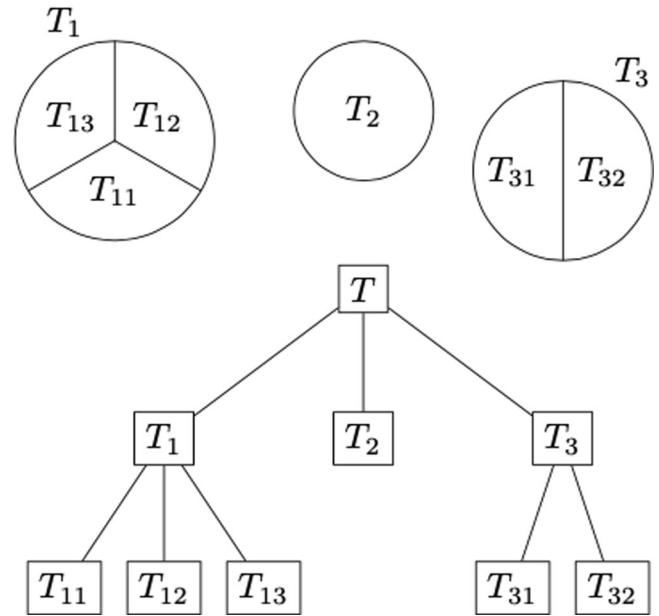 T₁
T₃
T₁₃ T₁₂ T₂
T₁₁ T₃₁ T₃₂
T
T₁ T₂ T₃
T₁₁ T₁₂ T₁₃ T₃₁ T₃₂